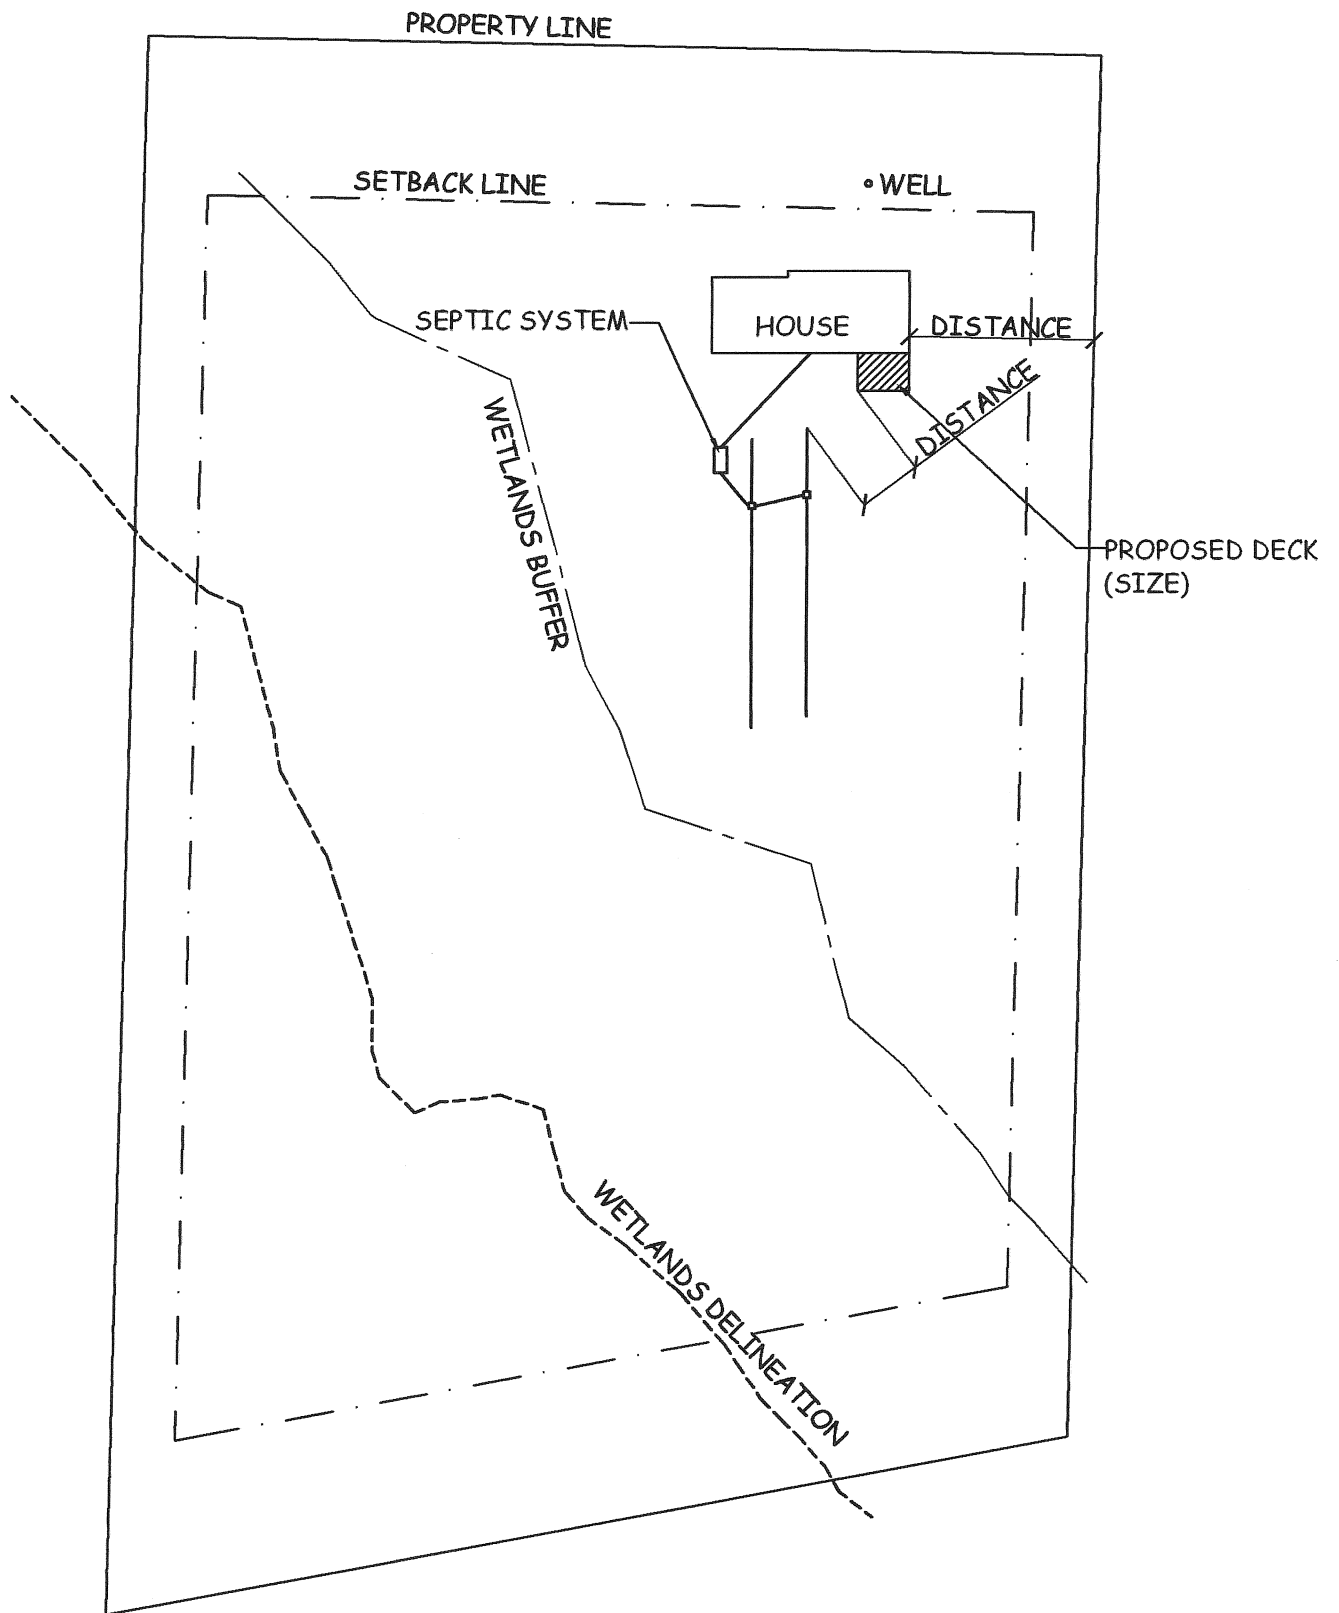 PROPERTY LINE
SETBACK LINE
WELL
SEPTIC SYSTEM
HOUSE
DISTANCE
DISTANCE
WETLANDS BUFFER
PROPOSED DECK
(SIZE)
WETLANDS DELINEATION